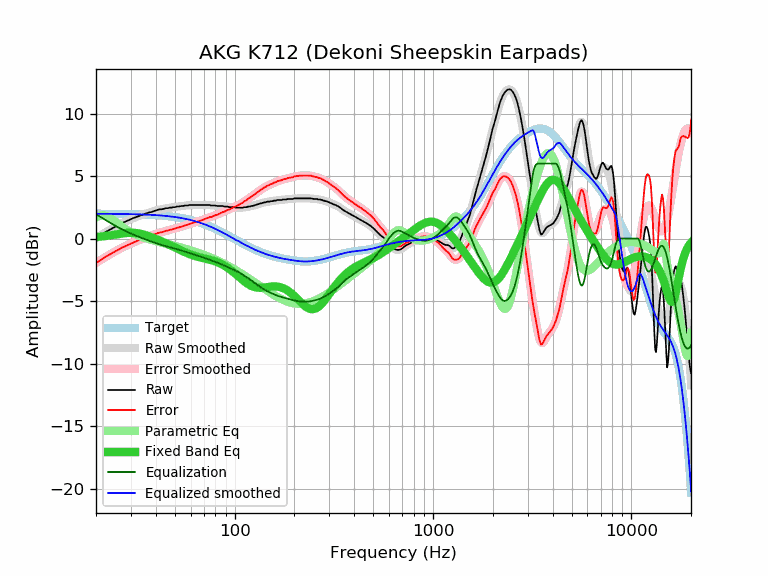 AKG K712 (Dekoni Sheepskin Earpads)
Amplitude (dBr)
10
5
0
−5
−10
−15
−20
Target
Raw Smoothed
Error Smoothed
Raw
Error
Parametric Eq
Fixed Band Eq
Equalization
Equalized smoothed
100
1000
10000
Frequency (Hz)